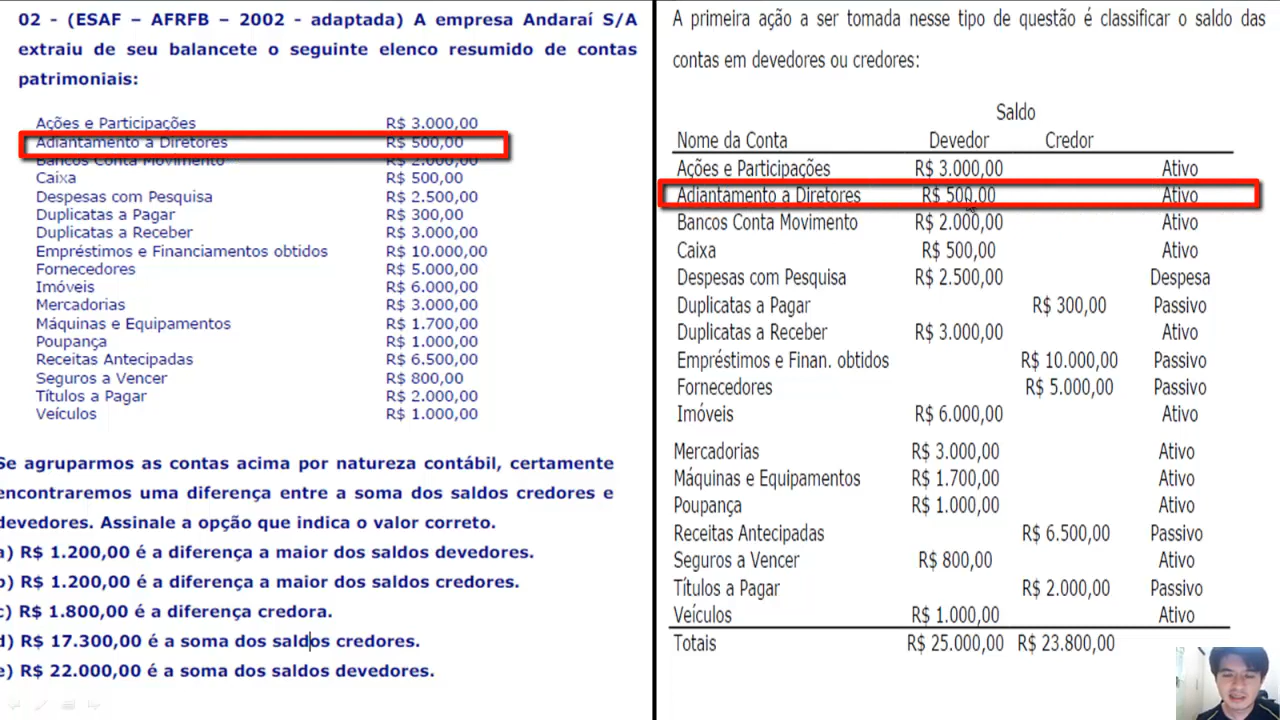 02 - (ESAF – AFRFB – 2002 - adaptada) A empresa Andaraí S/A
extraiu de seu balancete o seguinte elenco resumido de contas
patrimoniais:
Ações e Participações R$ 3.000,00
Adiantamento a Diretores R$ 500,00
Bancos Conta Movimento R$ 2.000,00
Caixa R$ 500,00
Despesas com Pesquisa R$ 2.500,00
Duplicatas a Pagar R$ 300,00
Duplicatas a Receber R$ 3.000,00
Empréstimos e Financiamentos obtidos R$ 10.000,00
Fornecedores R$ 5.000,00
Imóveis R$ 6.000,00
Mercadorias R$ 3.000,00
Máquinas e Equipamentos R$ 1.700,00
Poupança R$ 1.000,00
Receitas Antecipadas R$ 6.500,00
Seguros a Vencer R$ 800,00
Títulos a Pagar R$ 2.000,00
Veículos R$ 1.000,00
Se agruparmos as contas acima por natureza contábil, certamente
encontraremos uma diferença entre a soma dos saldos credores e
devedores. Assinale a opção que indica o valor correto.
a) R$ 1.200,00 é a diferença a maior dos saldos devedores.
b) R$ 1.200,00 é a diferença a maior dos saldos credores.
c) R$ 1.800,00 é a diferença credora.
d) R$ 17.300,00 é a soma dos saldos credores.
e) R$ 22.000,00 é a soma dos saldos devedores.
A primeira ação a ser tomada nesse tipo de questão é classificar o saldo das
contas em devedores ou credores:
Saldo
Nome da Conta Devedor Credor
Ações e Participações R$ 3.000,00 Ativo
Adiantamento a Diretores R$ 500,00 Ativo
Bancos Conta Movimento R$ 2.000,00 Ativo
Caixa R$ 500,00 Ativo
Despesas com Pesquisa R$ 2.500,00 Despesa
Duplicatas a Pagar R$ 300,00 Passivo
Duplicatas a Receber R$ 3.000,00 Ativo
Empréstimos e Finan. obtidos R$ 10.000,00 Passivo
Fornecedores R$ 5.000,00 Passivo
Imóveis R$ 6.000,00 Ativo
Mercadorias R$ 3.000,00 Ativo
Máquinas e Equipamentos R$ 1.700,00 Ativo
Poupança R$ 1.000,00 Ativo
Receitas Antecipadas R$ 6.500,00 Passivo
Seguros a Vencer R$ 800,00 Ativo
Títulos a Pagar R$ 2.000,00 Passivo
Veículos R$ 1.000,00 Ativo
Totais R$ 25.000,00 R$ 23.800,00